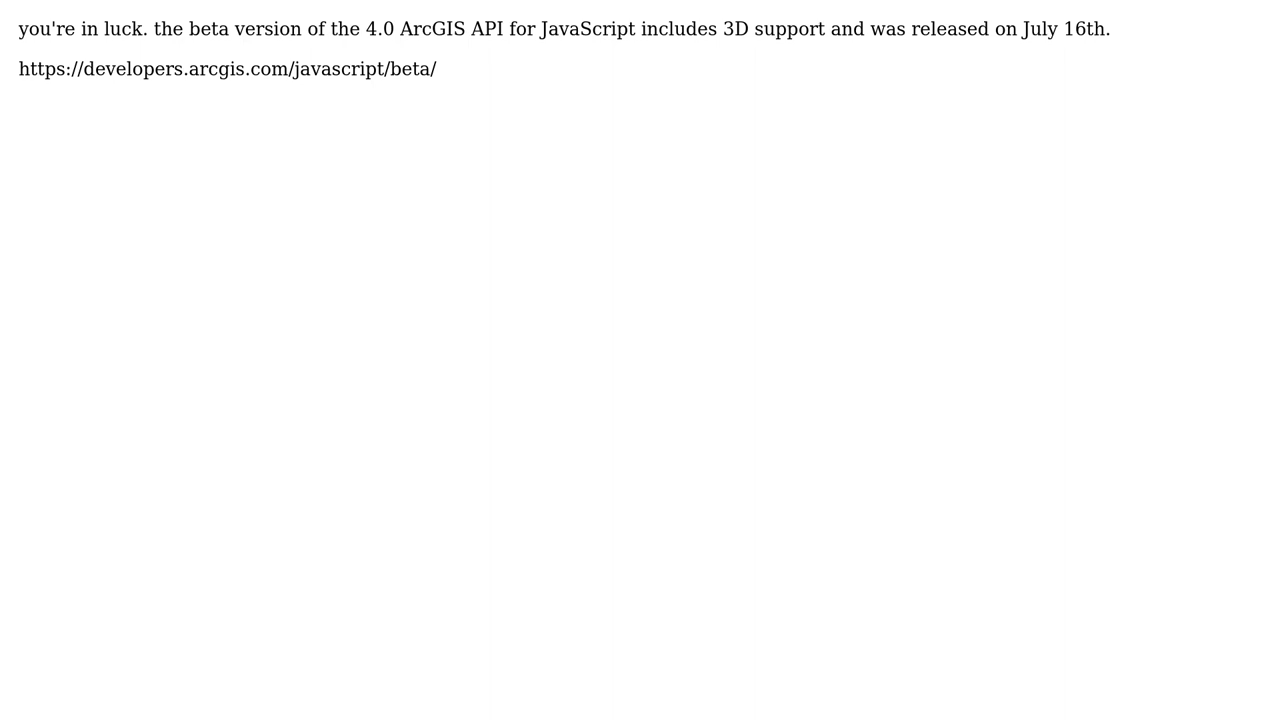 you're in luck. the beta version of the 4.0 ArcGIS API for JavaScript includes 3D support and was released on July 16th.
https://developers.arcgis.com/javascript/beta/